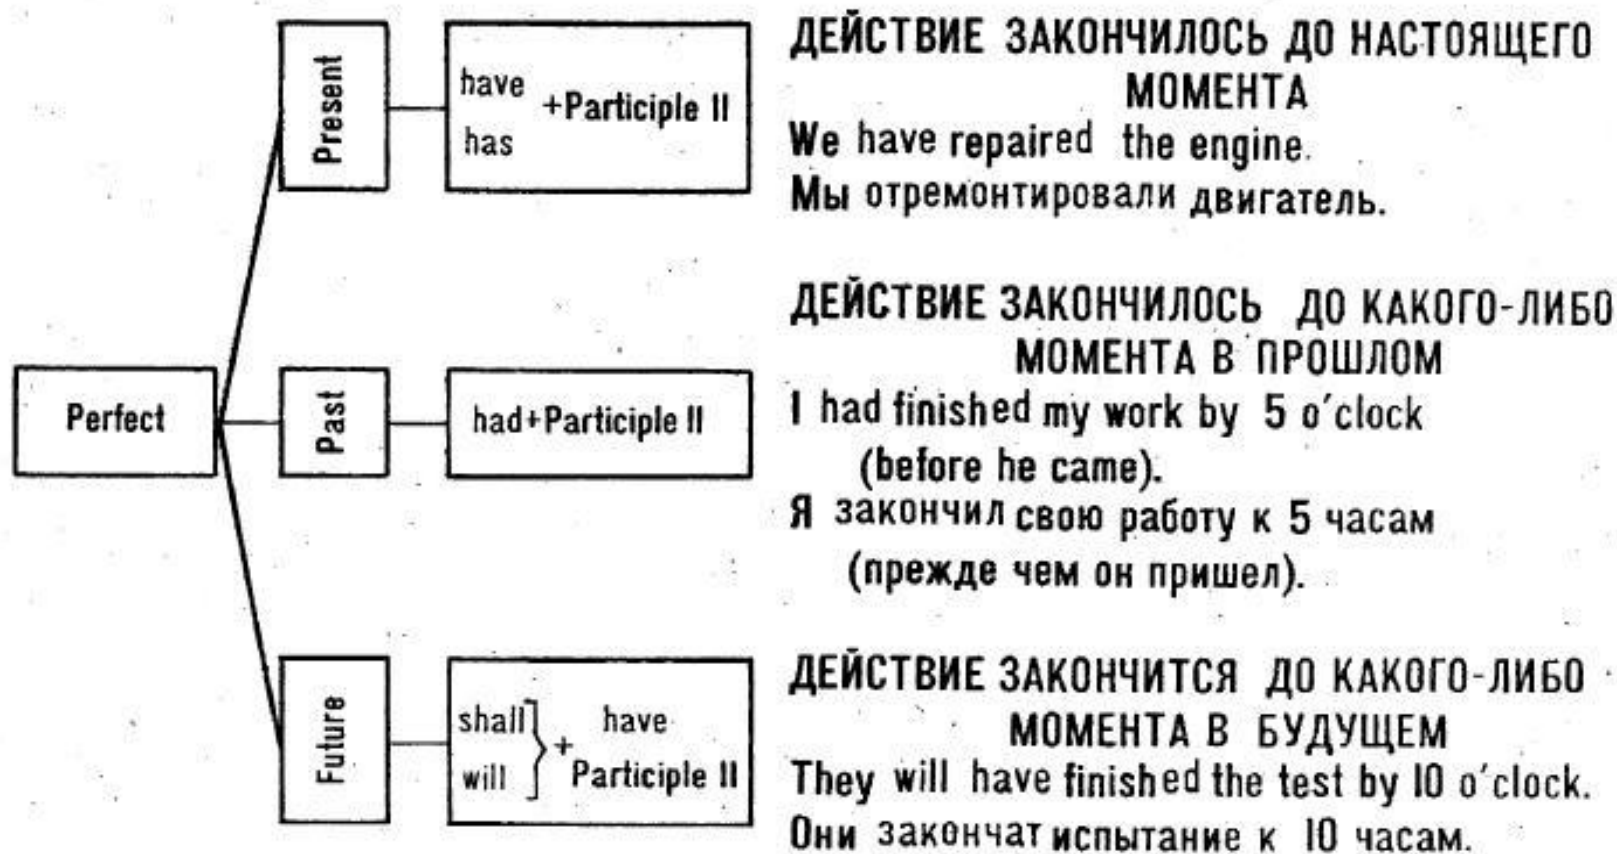 Present
have
has
+Participle II
ДЕЙСТВИЕ ЗАКОНЧИЛОСЬ ДО НАСТОЯЩЕГО
МОМЕНТА
We have repaired the engine.
Мы отремонтировали двигатель.
Perfect
Past
had+Participle II
ДЕЙСТВИЕ ЗАКОНЧИЛОСЬ ДО КАКОГО-ЛИБО
МОМЕНТА В ПРОШЛОМ
I had finished my work by 5 o'clock
(before he came).
Я закончил свою работу к 5 часам
(прежде чем он пришел).
Future
shall
will
+
have
Participle II
ДЕЙСТВИЕ ЗАКОНЧИТСЯ ДО КАКОГО-ЛИБО
МОМЕНТА В БУДУЩЕМ
They will have finished the test by 10 o'clock.
Они закончат испытание к 10 часам.